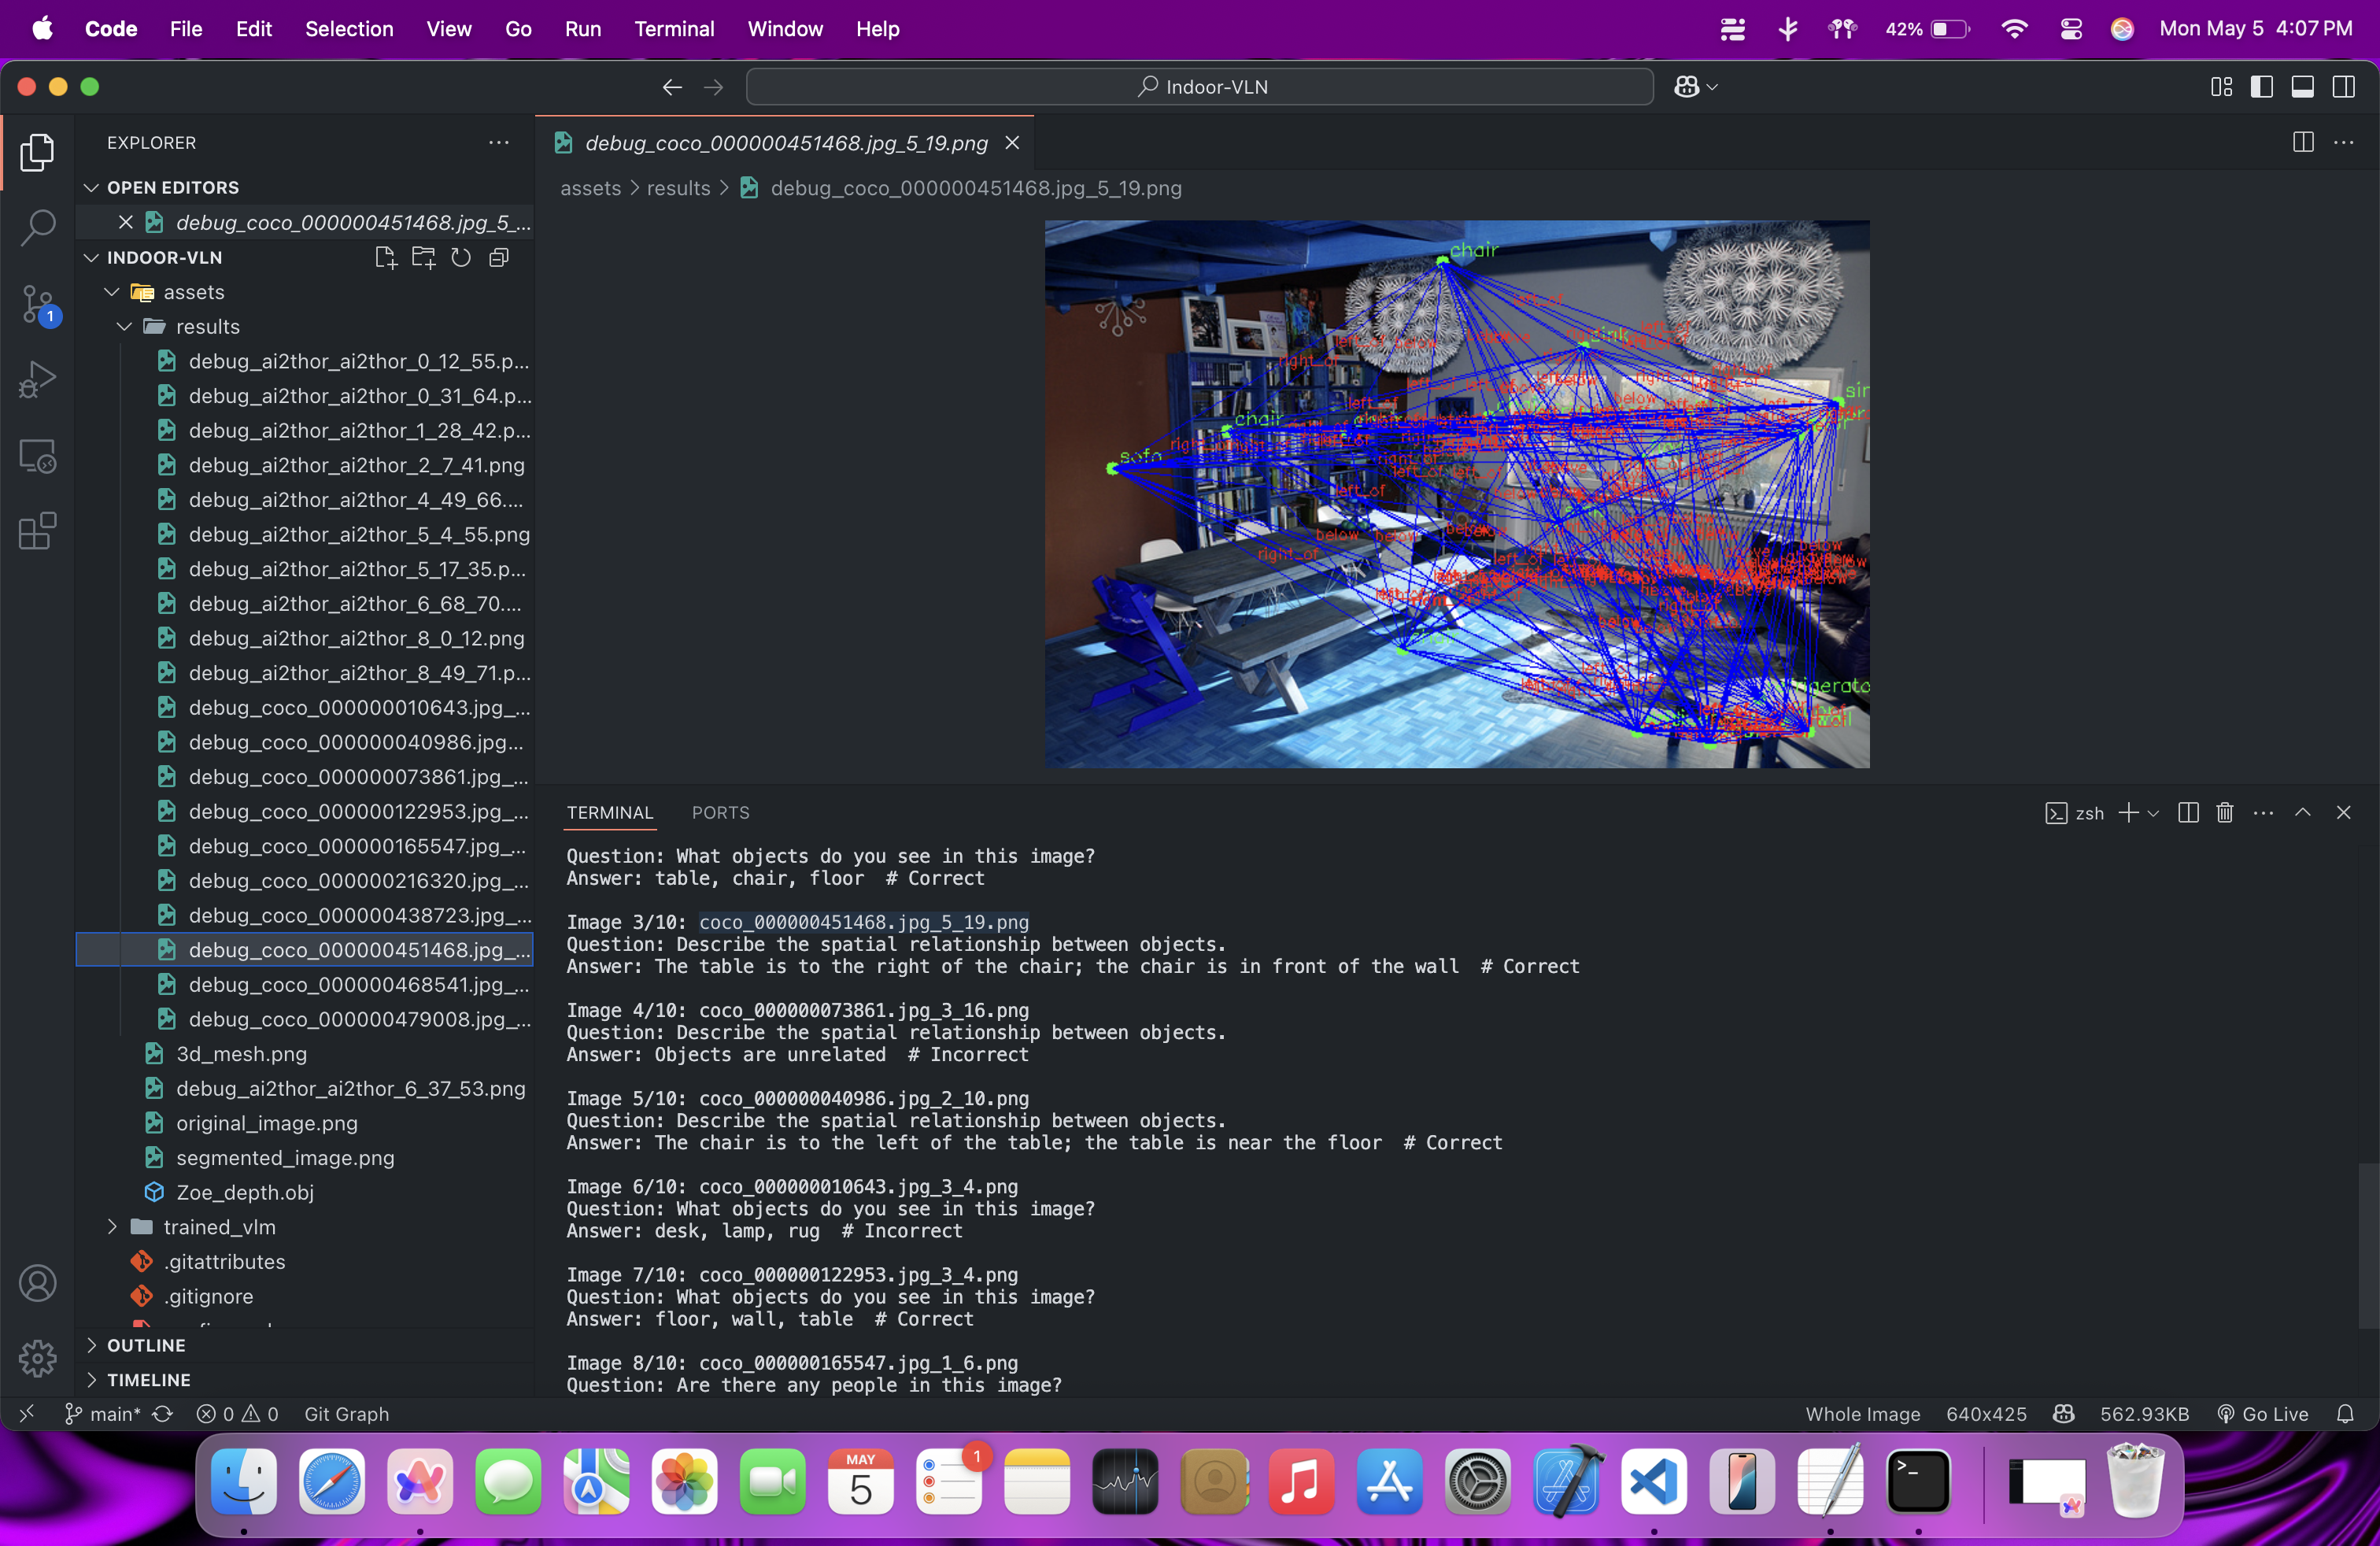 Code File Edit Selection View Go Run Terminal Window Help 42% Mon May 5 4:07 PM
Indoor-VLN
EXPLORER
OPEN EDITORS
debug_coco_000000451468.jpg_5_...
INDOOR-VLN
assets
results
debug_ai2thor_ai2thor_0_12_55.p...
debug_ai2thor_ai2thor_0_31_64.p...
debug_ai2thor_ai2thor_1_28_42.p...
debug_ai2thor_ai2thor_2_7_41.png
debug_ai2thor_ai2thor_4_49_66....
debug_ai2thor_ai2thor_5_4_55.png
debug_ai2thor_ai2thor_5_17_35.p...
debug_ai2thor_ai2thor_6_68_70....
debug_ai2thor_ai2thor_8_0_12.png
debug_ai2thor_ai2thor_8_49_71.p...
debug_coco_000000010643.jpg_...
debug_coco_000000040986.jpg...
debug_coco_000000073861.jpg_...
debug_coco_000000122953.jpg_...
debug_coco_000000165547.jpg_...
debug_coco_000000216320.jpg_...
debug_coco_000000438723.jpg_...
debug_coco_000000451468.jpg_...
debug_coco_000000468541.jpg_...
debug_coco_000000479008.jpg_...
3d_mesh.png
debug_ai2thor_ai2thor_6_37_53.png
original_image.png
segmented_image.png
Zoe_depth.obj
trained_vlm
.gitattributes
.gitignore
OUTLINE
TIMELINE
1
debug_coco_000000451468.jpg_5_19.png
assets > results > debug_coco_000000451468.jpg_5_19.png
chair
left_of
left_of below
right_of
chair
sofa
left_of
below
right_of
TERMINAL PORTS
zsh
Question: What objects do you see in this image?
Answer: table, chair, floor # Correct
Image 3/10: coco_000000451468.jpg_5_19.png
Question: Describe the spatial relationship between objects.
Answer: The table is to the right of the chair; the chair is in front of the wall # Correct
Image 4/10: coco_000000073861.jpg_3_16.png
Question: Describe the spatial relationship between objects.
Answer: Objects are unrelated # Incorrect
Image 5/10: coco_000000040986.jpg_2_10.png
Question: Describe the spatial relationship between objects.
Answer: The chair is to the left of the table; the table is near the floor # Correct
Image 6/10: coco_000000010643.jpg_3_4.png
Question: What objects do you see in this image?
Answer: desk, lamp, rug # Incorrect
Image 7/10: coco_000000122953.jpg_3_4.png
Question: What objects do you see in this image?
Answer: floor, wall, table # Correct
Image 8/10: coco_000000165547.jpg_1_6.png
Question: Are there any people in this image?
main* 0 0 Git Graph
Whole Image 640x425 562.93KB Go Live
MAY
5
1